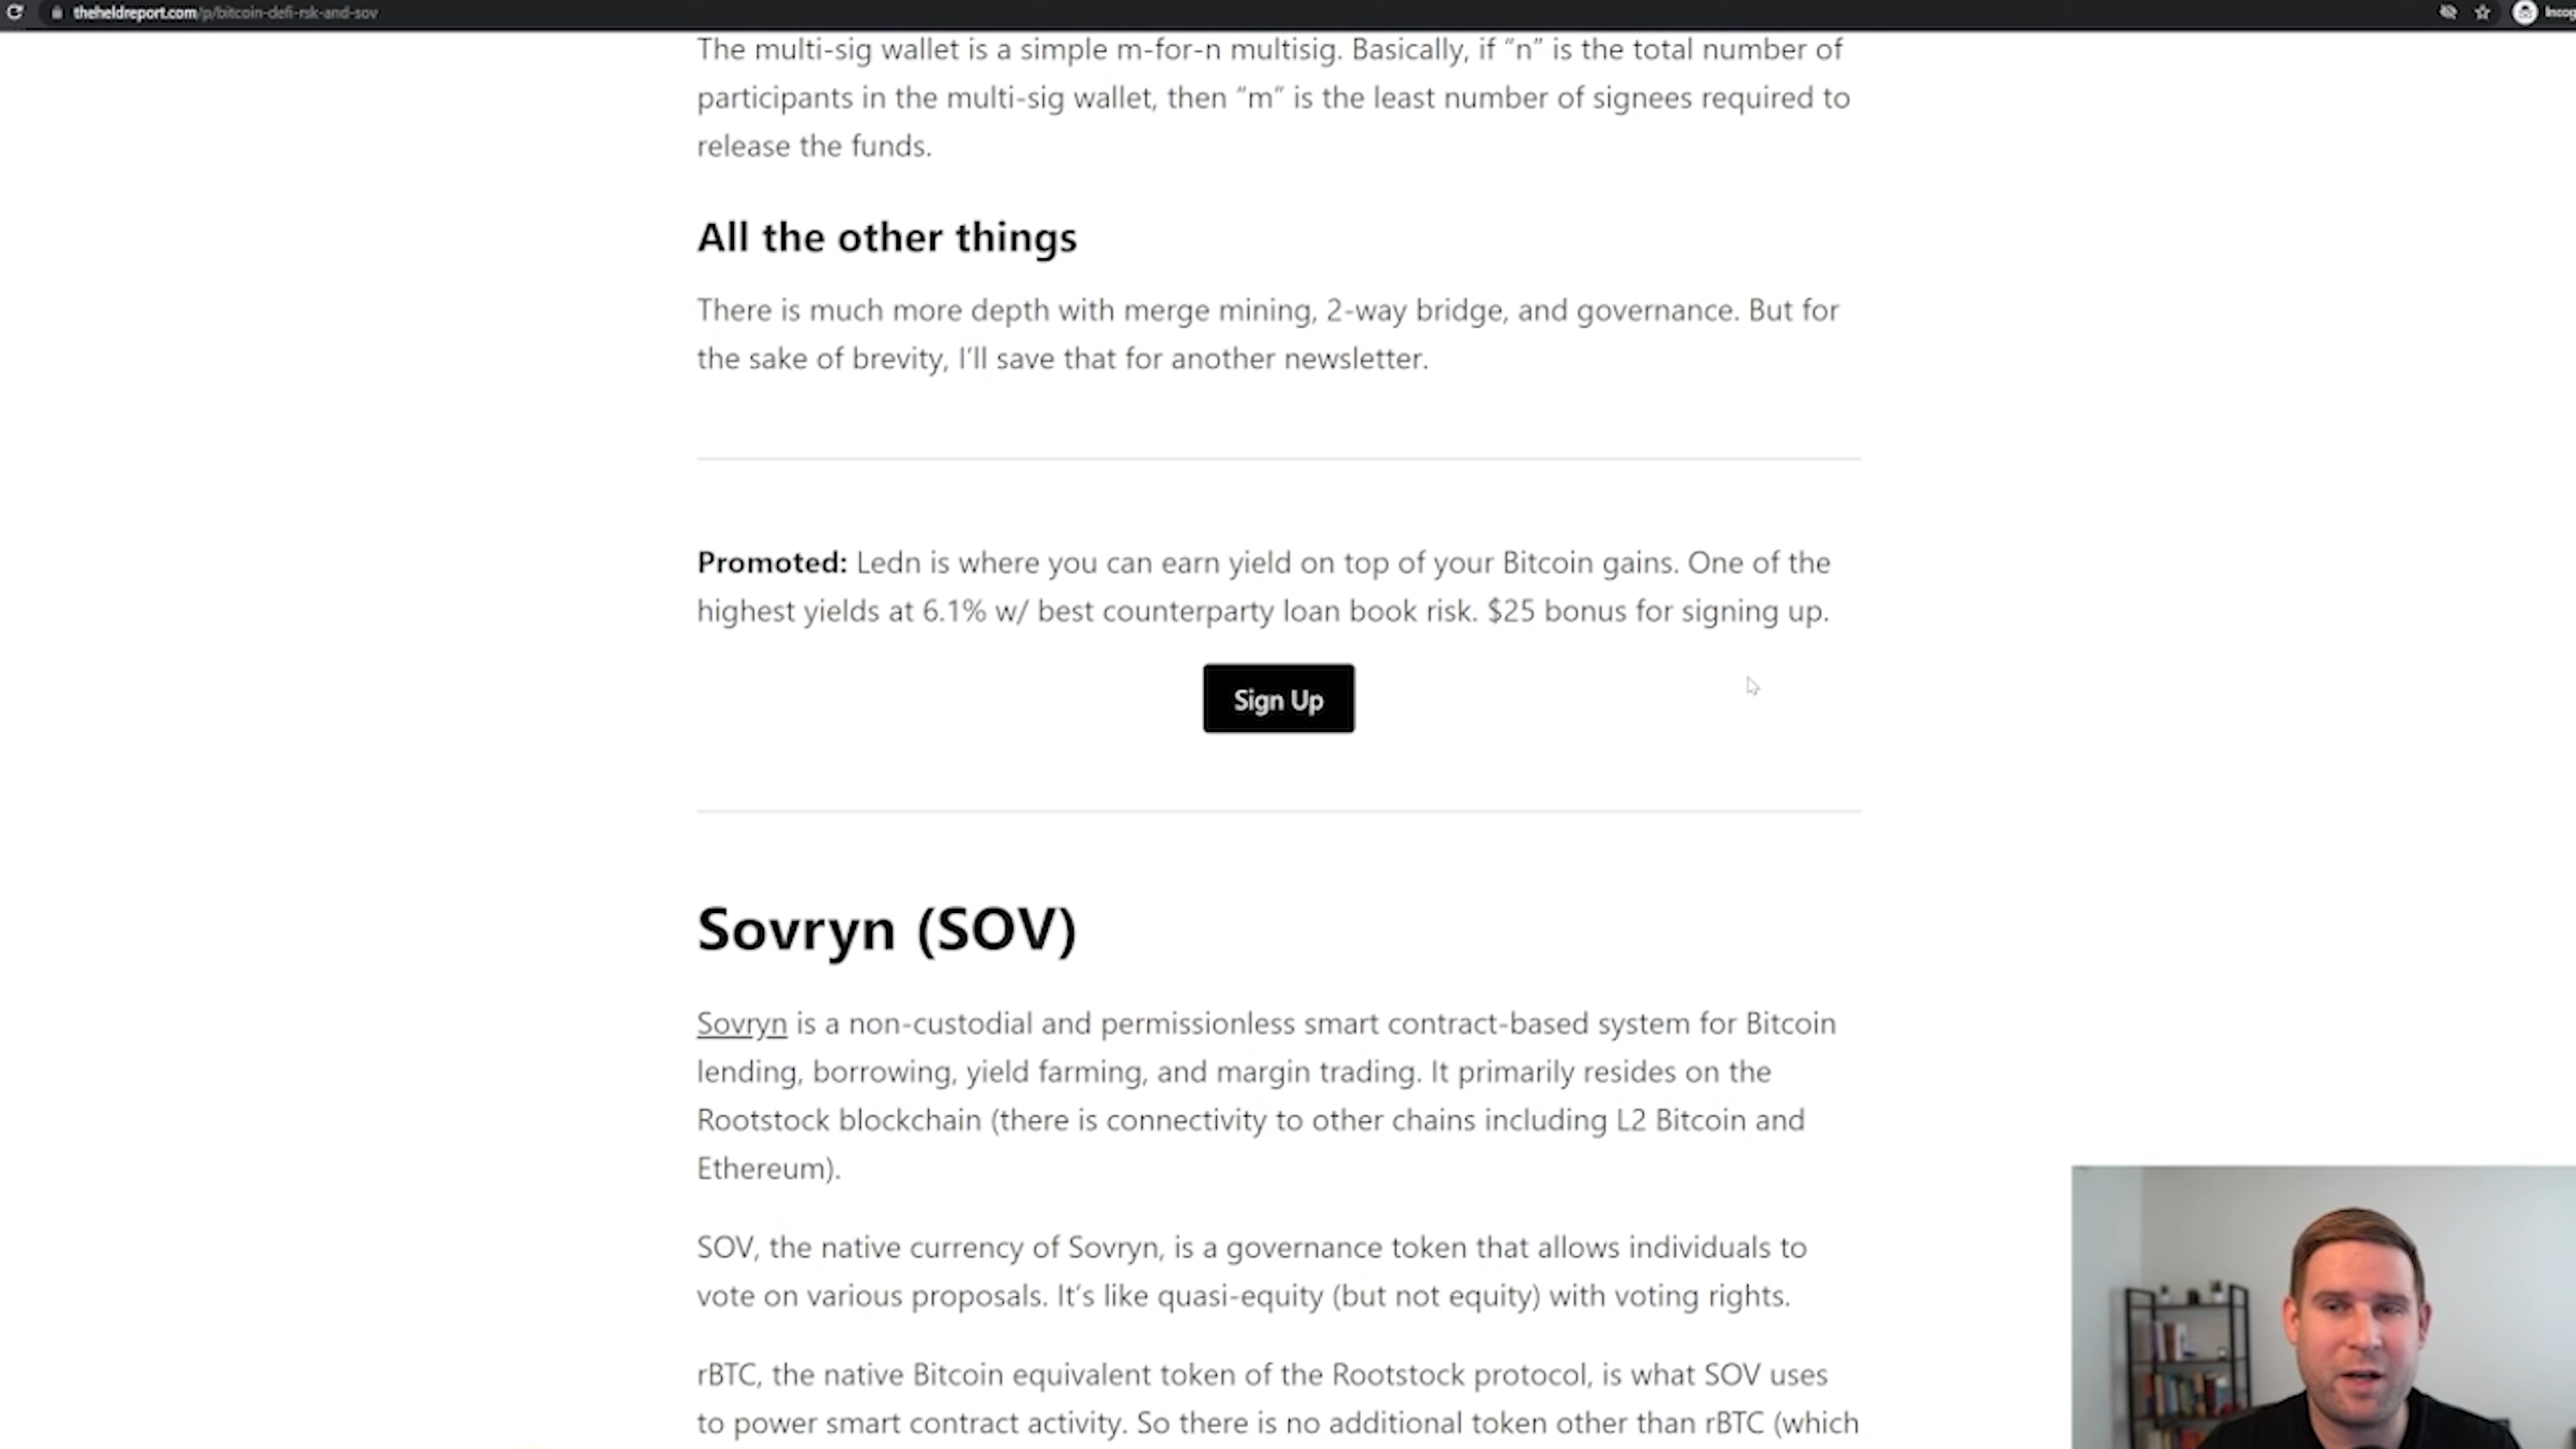 theheldreport.com/p/bitcoin-defi-rsk-and-sov
Incog
The multi-sig wallet is a simple m-for-n multisig. Basically, if “n” is the total number of
participants in the multi-sig wallet, then “m” is the least number of signees required to
release the funds.
All the other things
There is much more depth with merge mining, 2-way bridge, and governance. But for
the sake of brevity, I’ll save that for another newsletter.
Promoted: Ledn is where you can earn yield on top of your Bitcoin gains. One of the
highest yields at 6.1% w/ best counterparty loan book risk. $25 bonus for signing up.
Sign Up
Sovryn (SOV)
Sovryn is a non-custodial and permissionless smart contract-based system for Bitcoin
lending, borrowing, yield farming, and margin trading. It primarily resides on the
Rootstock blockchain (there is connectivity to other chains including L2 Bitcoin and
Ethereum).
SOV, the native currency of Sovryn, is a governance token that allows individuals to
vote on various proposals. It’s like quasi-equity (but not equity) with voting rights.
rBTC, the native Bitcoin equivalent token of the Rootstock protocol, is what SOV uses
to power smart contract activity. So there is no additional token other than rBTC (which